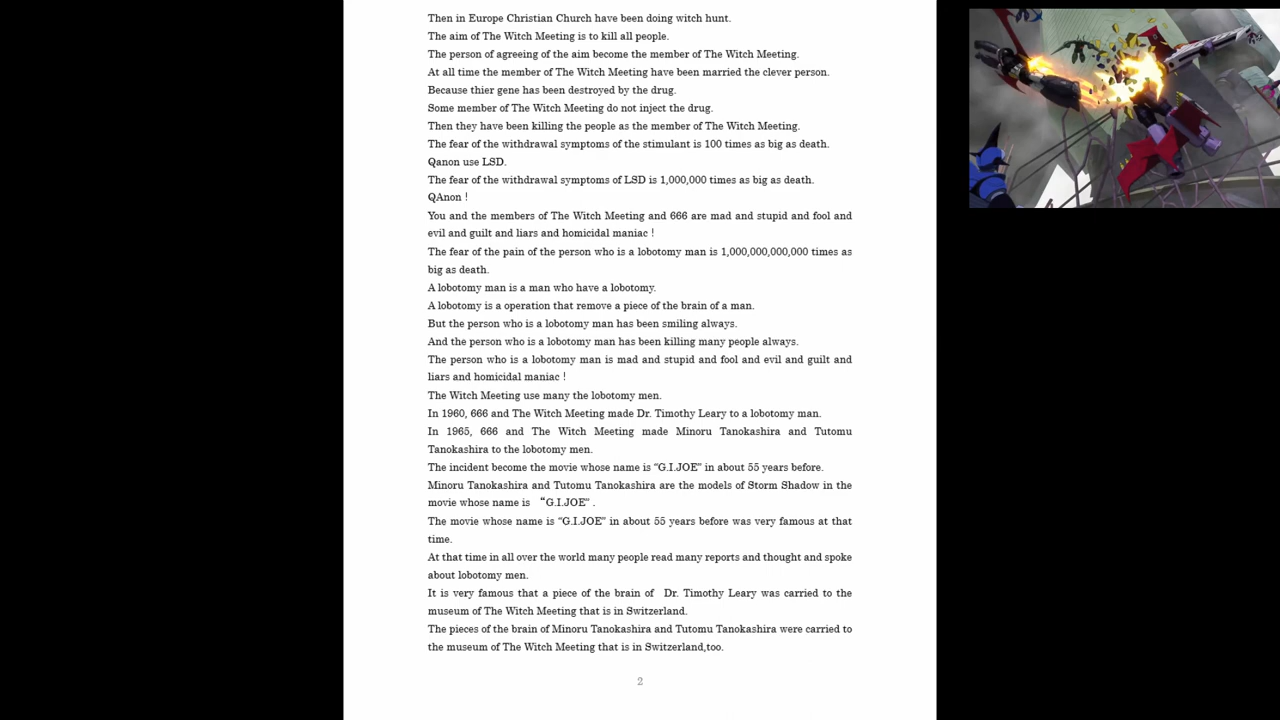 Then in Europe Christian Church have been doing witch hunt.
The aim of The Witch Meeting is to kill all people.
The person of agreeing of the aim become the member of The Witch Meeting.
At all time the member of The Witch Meeting have been married the clever person.
Because thier gene has been destroyed by the drug.
Some member of The Witch Meeting do not inject the drug.
Then they have been killing the people as the member of The Witch Meeting.
The fear of the withdrawal symptoms of the stimulant is 100 times as big as death.
Qanon use LSD.
The fear of the withdrawal symptoms of LSD is 1,000,000 times as big as death.
QAnon !
You and the members of The Witch Meeting and 666 are mad and stupid and fool and
evil and guilt and liars and homicidal maniac !
The fear of the pain of the person who is a lobotomy man is 1,000,000,000,000 times as
big as death.
A lobotomy man is a man who have a lobotomy.
A lobotomy is a operation that remove a piece of the brain of a man.
But the person who is a lobotomy man has been smiling always.
And the person who is a lobotomy man has been killing many people always.
The person who is a lobotomy man is mad and stupid and fool and evil and guilt and
liars and homicidal maniac !
The Witch Meeting use many the lobotomy men.
In 1960, 666 and The Witch Meeting made Dr. Timothy Leary to a lobotomy man.
In 1965, 666 and The Witch Meeting made Minoru Tanokashira and Tutomu
Tanokashira to the lobotomy men.
The incident become the movie whose name is “G.I.JOE” in about 55 years before.
Minoru Tanokashira and Tutomu Tanokashira are the models of Storm Shadow in the
movie whose name is “G.I.JOE” .
The movie whose name is “G.I.JOE” in about 55 years before was very famous at that
time.
At that time in all over the world many people read many reports and thought and spoke
about lobotomy men.
It is very famous that a piece of the brain of Dr. Timothy Leary was carried to the
museum of The Witch Meeting that is in Switzerland.
The pieces of the brain of Minoru Tanokashira and Tutomu Tanokashira were carried to
the museum of The Witch Meeting that is in Switzerland,too.
2